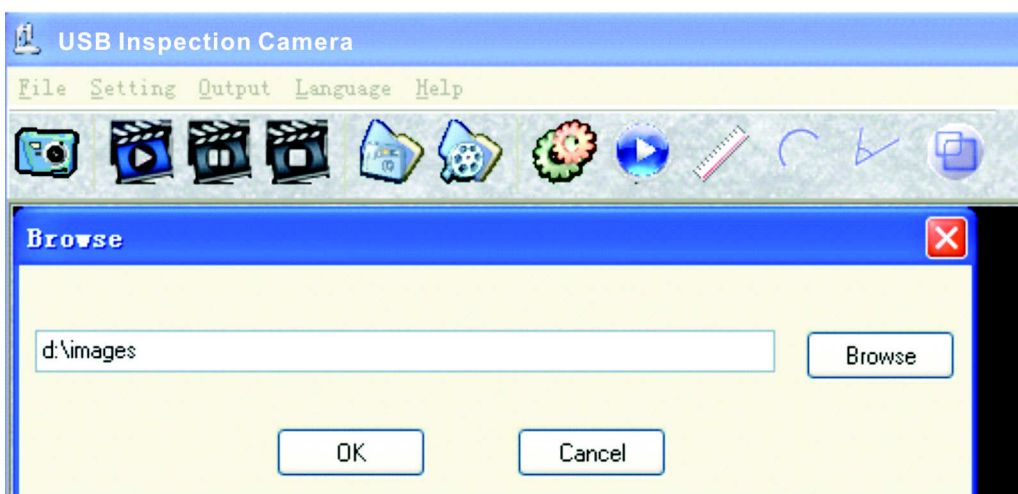 USB Inspection Camera
File Setting Output Language Help
Browse
d:\images
Browse
OK Cancel